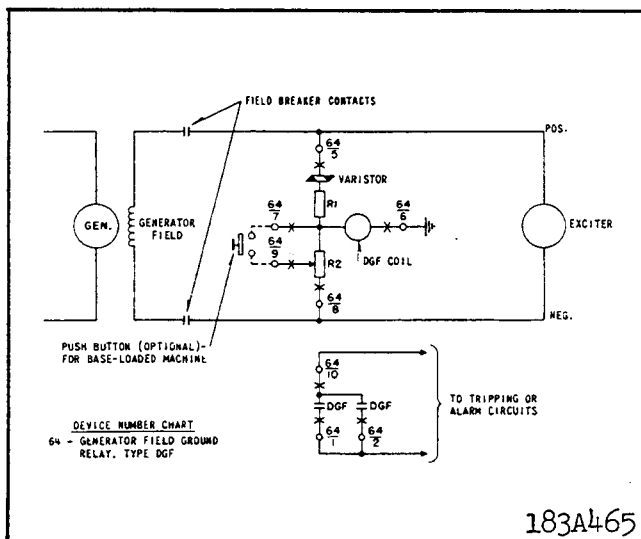 FIELD BREAKER CONTACTS
POS.
64
5
VARISTOR
R1
64
7
64
6
GEN.
GENERATOR
FIELD
EXCITER
64
9
R2
DGF COIL
64
8
NEG.
PUSH BUTTON (OPTIONAL)-
FOR BASE-LOADED MACHINE
64
10
DGF
DGF
TO TRIPPING OR
ALARM CIRCUITS
64
1
64
2
DEVICE NUMBER CHART
64 - GENERATOR FIELD GROUND
RELAY, TYPE DGF
183A465